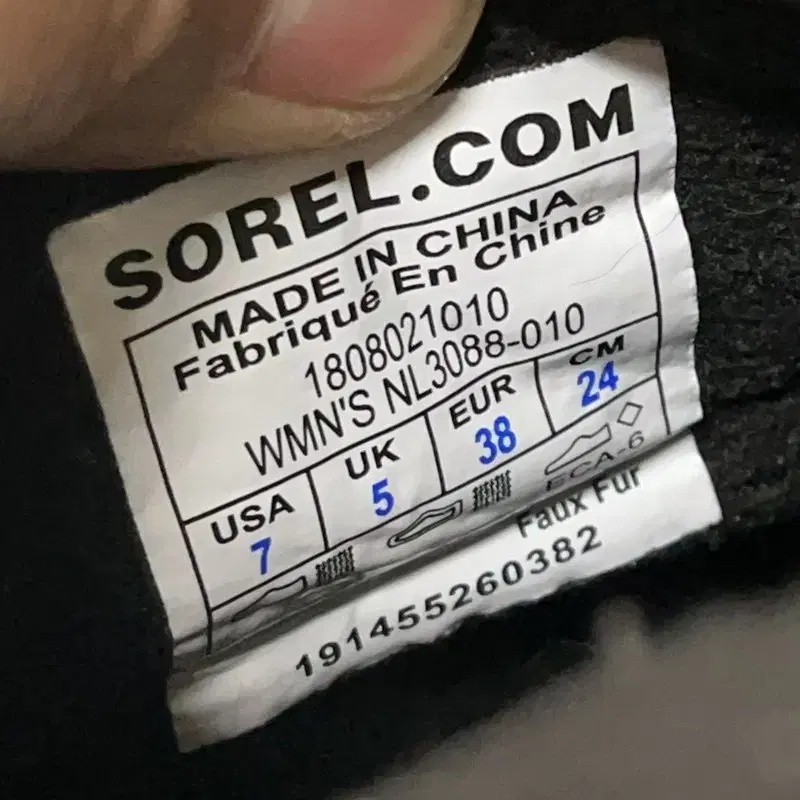 SOREL.COM
MADE IN CHINA
Fabriqué En Chine
1808021010
WMN'S NL3088-010
USA UK EUR CM
7 5 38 24
ECA-6
Faux Fur
191455260382